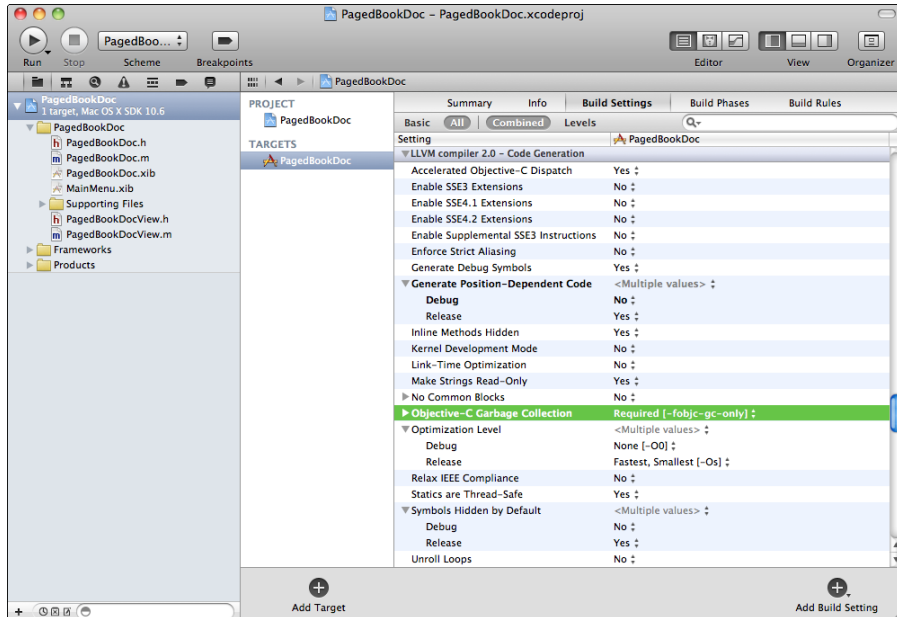 PagedBookDoc – PagedBookDoc.xcodeproj
PagedBoo...
Run Stop Scheme Breakpoints Editor View Organizer
PagedBookDoc
PagedBookDoc
1 target, Mac OS X SDK 10.6
PagedBookDoc
PagedBookDoc.h
PagedBookDoc.m
PagedBookDoc.xib
MainMenu.xib
Supporting Files
PagedBookDocView.h
PagedBookDocView.m
Frameworks
Products
PROJECT
PagedBookDoc
TARGETS
PagedBookDoc
Summary Info Build Settings Build Phases Build Rules
Basic All Combined Levels
Setting PagedBookDoc
LLVM compiler 2.0 – Code Generation
Accelerated Objective-C Dispatch Yes
Enable SSE3 Extensions No
Enable SSE4.1 Extensions No
Enable SSE4.2 Extensions No
Enable Supplemental SSE3 Instructions No
Enforce Strict Aliasing No
Generate Debug Symbols Yes
Generate Position-Dependent Code <Multiple values>
Debug No
Release Yes
Inline Methods Hidden Yes
Kernel Development Mode No
Link-Time Optimization No
Make Strings Read-Only Yes
No Common Blocks No
Objective-C Garbage Collection Required [-fobjc-gc-only]
Optimization Level <Multiple values>
Debug None [-O0]
Release Fastest, Smallest [-Os]
Relax IEEE Compliance No
Statics are Thread-Safe Yes
Symbols Hidden by Default <Multiple values>
Debug No
Release Yes
Unroll Loops No
Add Target Add Build Setting